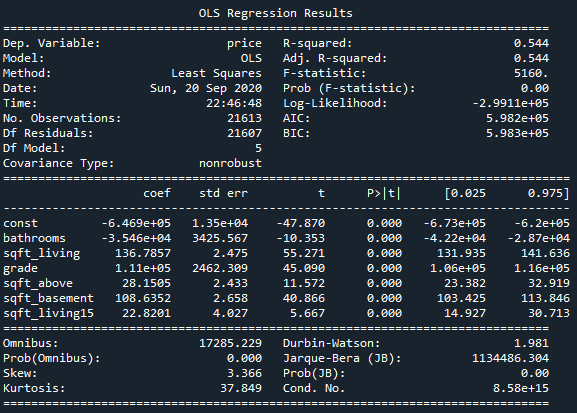 OLS Regression Results
==============================================================================
Dep. Variable:                  price   R-squared:                       0.544
Model:                            OLS   Adj. R-squared:                  0.544
Method:                 Least Squares   F-statistic:                     5160.
Date:                Sun, 20 Sep 2020   Prob (F-statistic):               0.00
Time:                        22:46:48   Log-Likelihood:            -2.9911e+05
No. Observations:               21613   AIC:                         5.982e+05
Df Residuals:                   21607   BIC:                         5.983e+05
Df Model:                           5
Covariance Type:            nonrobust
==============================================================================
coef    std err          t      P>|t|      [0.025      0.975]
------------------------------------------------------------------------------
const         -6.469e+05   1.35e+04    -47.870      0.000   -6.73e+05    -6.2e+05
bathrooms     -3.546e+04   3425.567    -10.353      0.000   -4.22e+04   -2.87e+04
sqft_living     136.7857      2.475     55.271      0.000     131.935     141.636
grade           1.11e+05   2462.309     45.090      0.000    1.06e+05    1.16e+05
sqft_above       28.1505      2.433     11.572      0.000      23.382      32.919
sqft_basement   108.6352      2.658     40.866      0.000     103.425     113.846
sqft_living15    22.8201      4.027      5.667      0.000      14.927      30.713
==============================================================================
Omnibus:                    17285.229   Durbin-Watson:                   1.981
Prob(Omnibus):                  0.000   Jarque-Bera (JB):          1134486.304
Skew:                           3.366   Prob(JB):                         0.00
Kurtosis:                      37.849   Cond. No.                     8.58e+15
==============================================================================